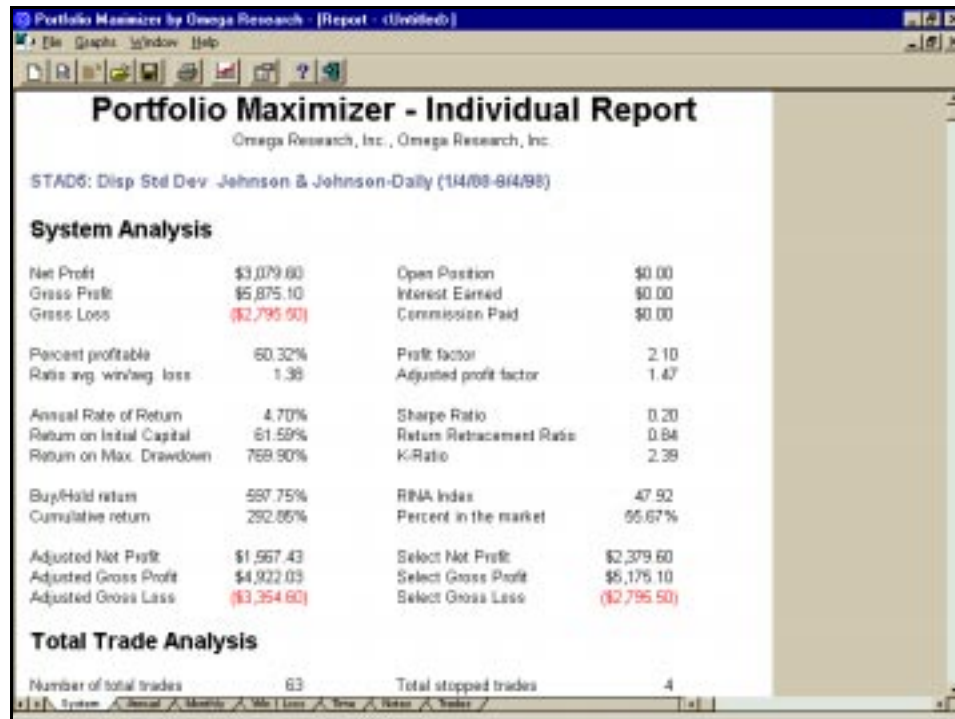 Portfolio Maximizer by Omega Research - [Report - <Untitled>]
File Graphs Window Help
Portfolio Maximizer - Individual Report
Omega Research, Inc., Omega Research, Inc.
STAD5: Disp Std Dev Johnson & Johnson-Daily (1/4/88-9/4/98)
System Analysis
Net Profit $3,079.60 Open Position $0.00
Gross Profit $5,875.10 Interest Earned $0.00
Gross Loss ($2,795.50) Commission Paid $0.00
Percent profitable 60.32% Profit factor 2.10
Ratio avg. win/avg. loss 1.38 Adjusted profit factor 1.47
Annual Rate of Return 4.70% Sharpe Ratio 0.20
Return on Initial Capital 61.59% Return Retracement Ratio 0.84
Return on Max. Drawdown 769.90% K-Ratio 2.39
Buy/Hold return 597.75% RINA Index 47.92
Cumulative return 292.85% Percent in the market 55.67%
Adjusted Net Profit $1,567.43 Select Net Profit $2,379.60
Adjusted Gross Profit $4,922.03 Select Gross Profit $5,175.10
Adjusted Gross Loss ($3,354.60) Select Gross Loss ($2,795.50)
Total Trade Analysis
Number of total trades 63 Total stopped trades 4
System Annual Monthly Win | Loss Time Notes Trades